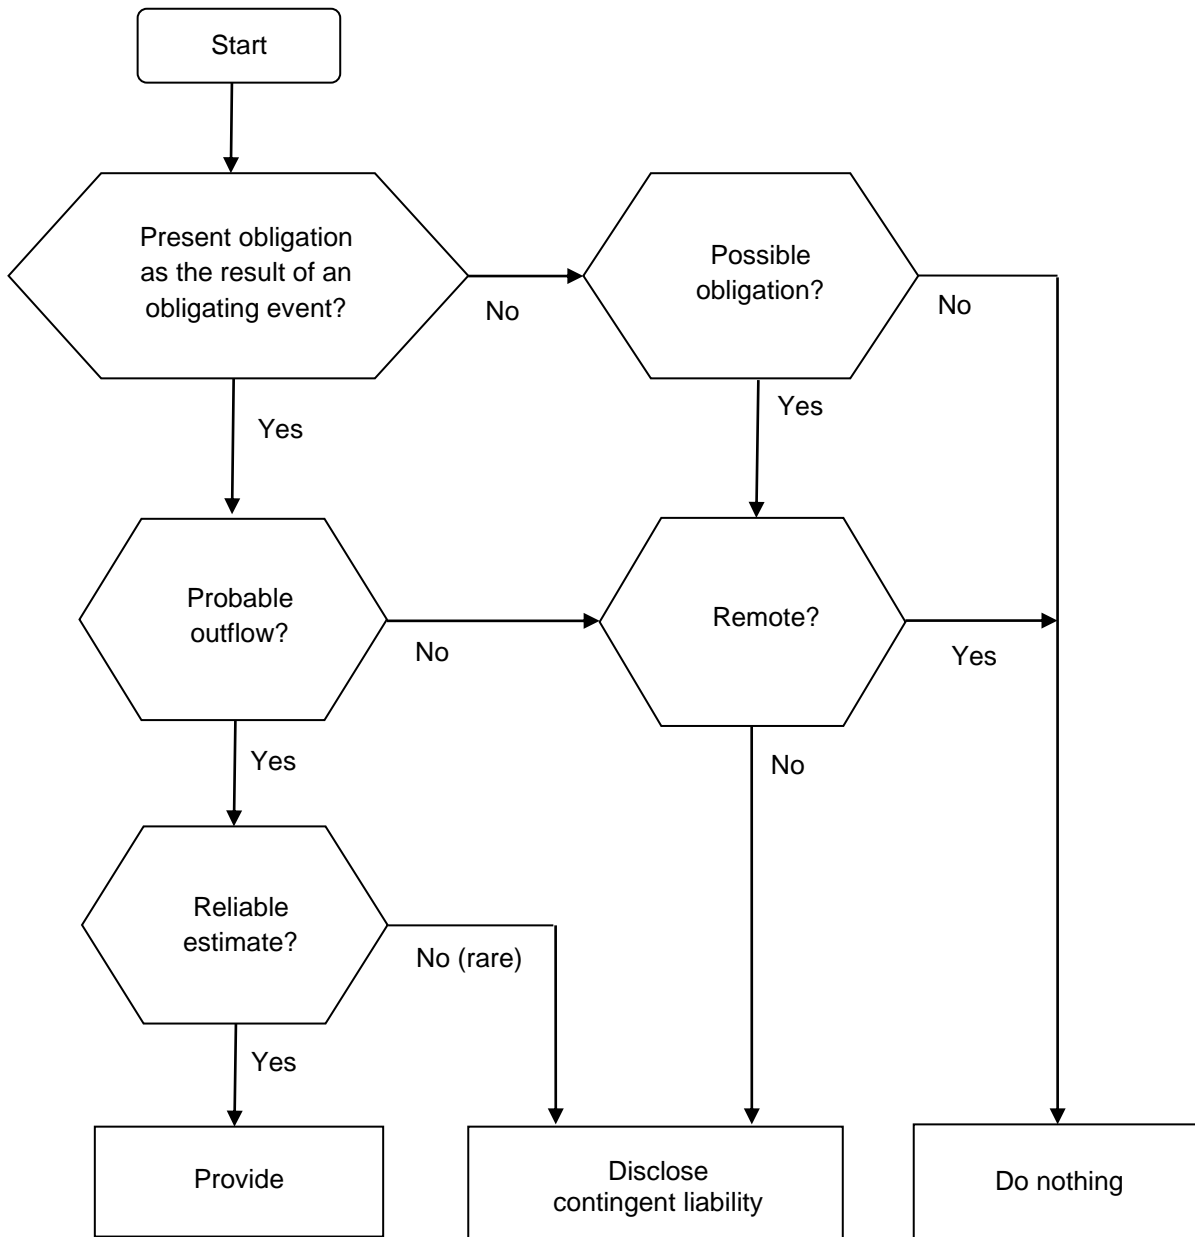 Start
Present obligation
as the result of an
obligating event?
No
Possible
obligation?
No
Yes
Yes
Probable
outflow?
No
Remote?
Yes
Yes
No
Reliable
estimate?
No (rare)
Yes
Provide
Disclose
contingent liability
Do nothing